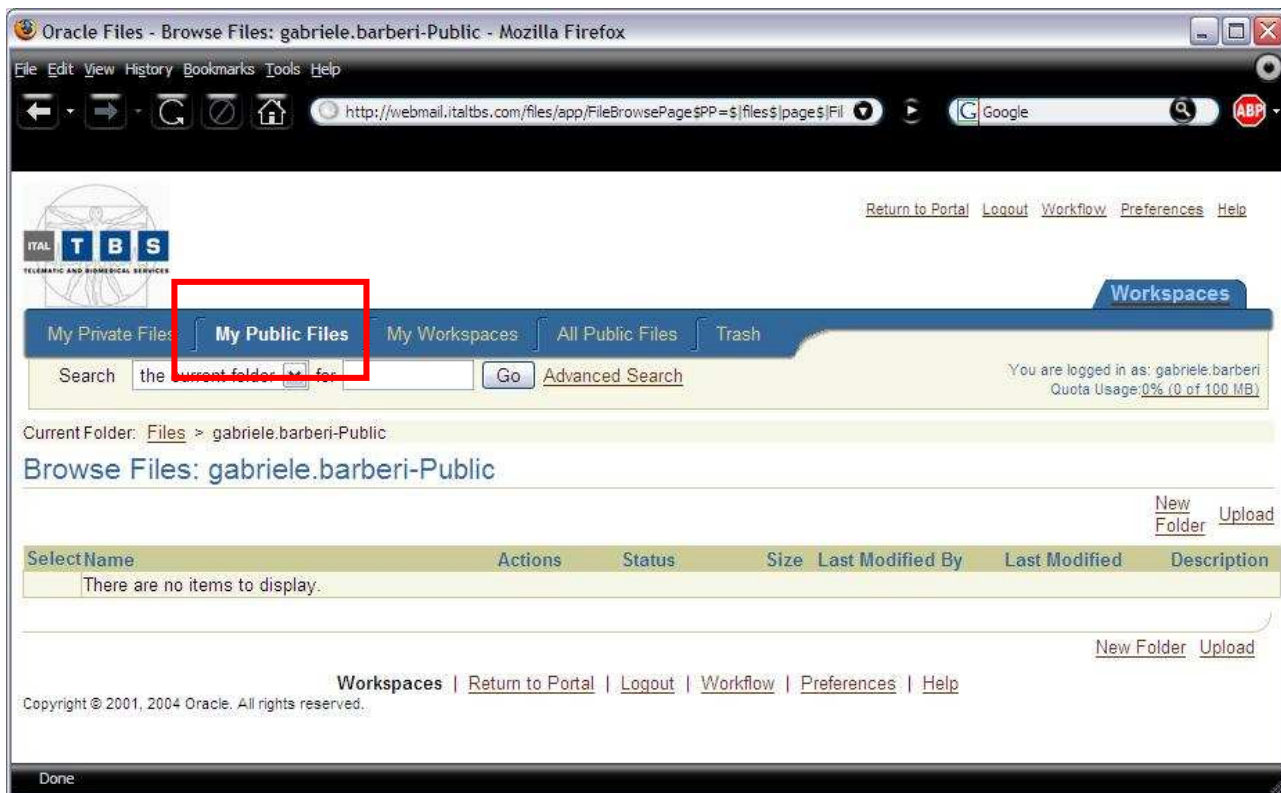 Oracle Files - Browse Files: gabriele.barberi-Public - Mozilla Firefox
File Edit View History Bookmarks Tools Help
http://webmail.italtbs.com/files/app/FileBrowsePage$PP=$|files$|page$|Fil
G Google
ABP
Return to Portal Logout Workflow Preferences Help
ITAL T B S
TELEMATIC AND BIOMEDICAL SERVICES
Workspaces
My Private Files My Public Files My Workspaces All Public Files Trash
Search the current folder for Go Advanced Search
You are logged in as: gabriele.barberi
Quota Usage:0% (0 of 100 MB)
Current Folder: Files > gabriele.barberi-Public
Browse Files: gabriele.barberi-Public
New Folder Upload
Select Name Actions Status Size Last Modified By Last Modified Description
There are no items to display.
New Folder Upload
Workspaces | Return to Portal | Logout | Workflow | Preferences | Help
Copyright © 2001, 2004 Oracle. All rights reserved.
Done